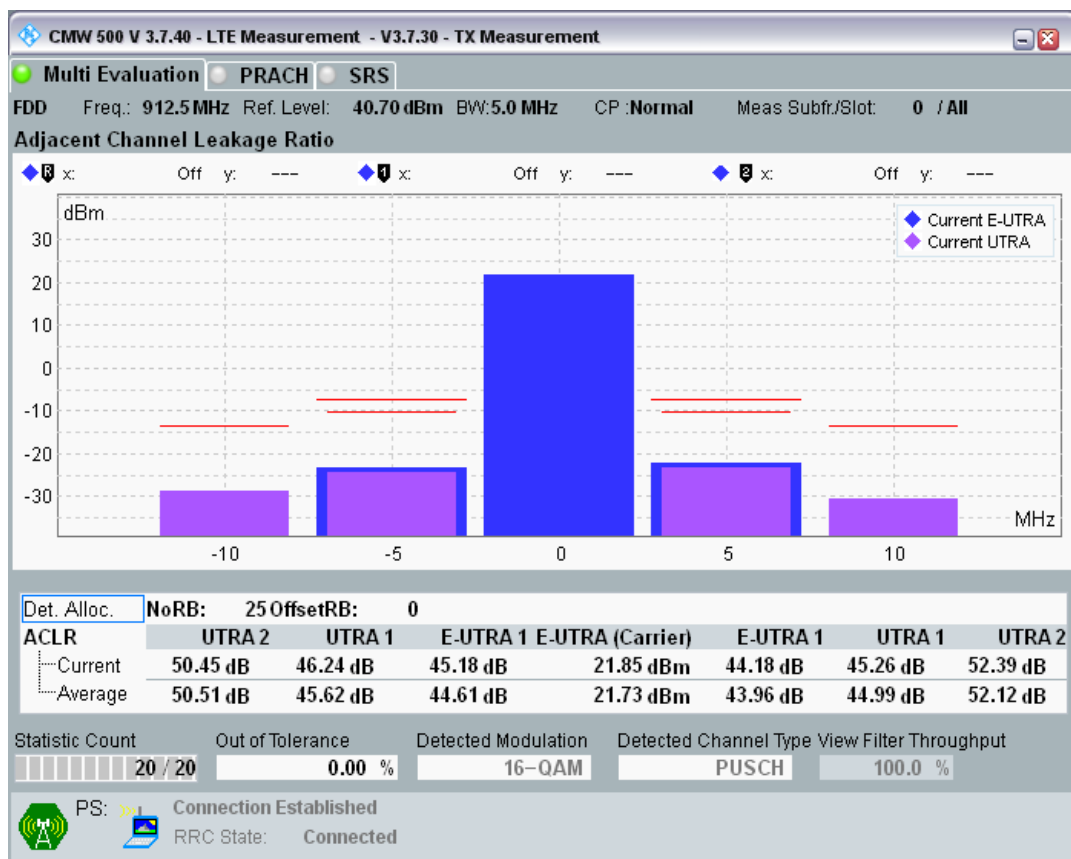 CMW 500 V 3.7.40 - LTE Measurement - V3.7.30 - TX Measurement
Multi Evaluation PRACH SRS
FDD Freq.: 912.5 MHz Ref. Level: 40.70 dBm BW:5.0 MHz CP :Normal Meas Subfr./Slot: 0 / All
Adjacent Channel Leakage Ratio
R x: Off y: --- 1 x: Off y: --- 2 x: Off y: ---
dBm
Current E-UTRA
Current UTRA
30
20
10
0
-10
-20
-30
MHz
-10 -5 0 5 10
Det. Alloc. NoRB: 25 OffsetRB: 0
ACLR UTRA 2 UTRA 1 E-UTRA 1 E-UTRA (Carrier) E-UTRA 1 UTRA 1 UTRA 2
Current 50.45 dB 46.24 dB 45.18 dB 21.85 dBm 44.18 dB 45.26 dB 52.39 dB
Average 50.51 dB 45.62 dB 44.61 dB 21.73 dBm 43.96 dB 44.99 dB 52.12 dB
Statistic Count Out of Tolerance Detected Modulation Detected Channel Type View Filter Throughput
20 / 20 0.00 % 16-QAM PUSCH 100.0 %
PS: Connection Established
RRC State: Connected